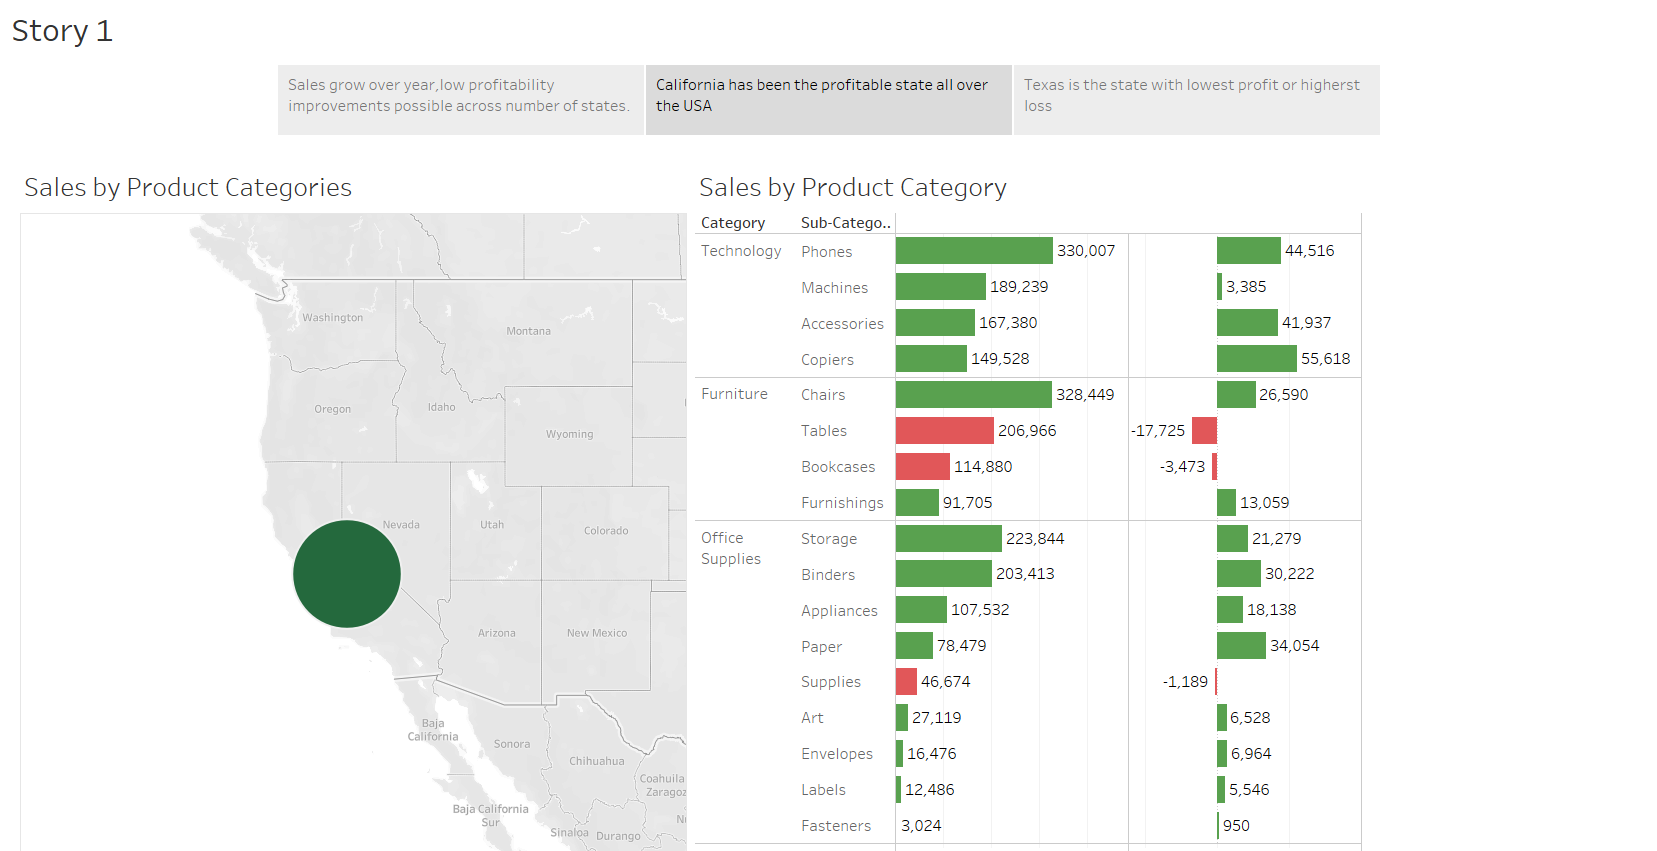 Story 1
Sales grow over year,low profitability
improvements possible across number of states.
California has been the profitable state all over
the USA
Texas is the state with lowest profit or higherst
loss
Sales by Product Categories
Washington
Montana
Oregon
Idaho
Wyoming
Nevada
Utah
Colorado
Arizona
New Mexico
Baja
California
Sonora
Chihuahua
Coahuila
Zaragoz
Baja California
Sur
Sinaloa
Durango
Sales by Product Category
Category Sub-Catego..
Technology Phones 330,007 44,516
Machines 189,239 3,385
Accessories 167,380 41,937
Copiers 149,528 55,618
Furniture Chairs 328,449 26,590
Tables 206,966 -17,725
Bookcases 114,880 -3,473
Furnishings 91,705 13,059
Office
Supplies
Storage 223,844 21,279
Binders 203,413 30,222
Appliances 107,532 18,138
Paper 78,479 34,054
Supplies 46,674 -1,189
Art 27,119 6,528
Envelopes 16,476 6,964
Labels 12,486 5,546
Fasteners 3,024 950